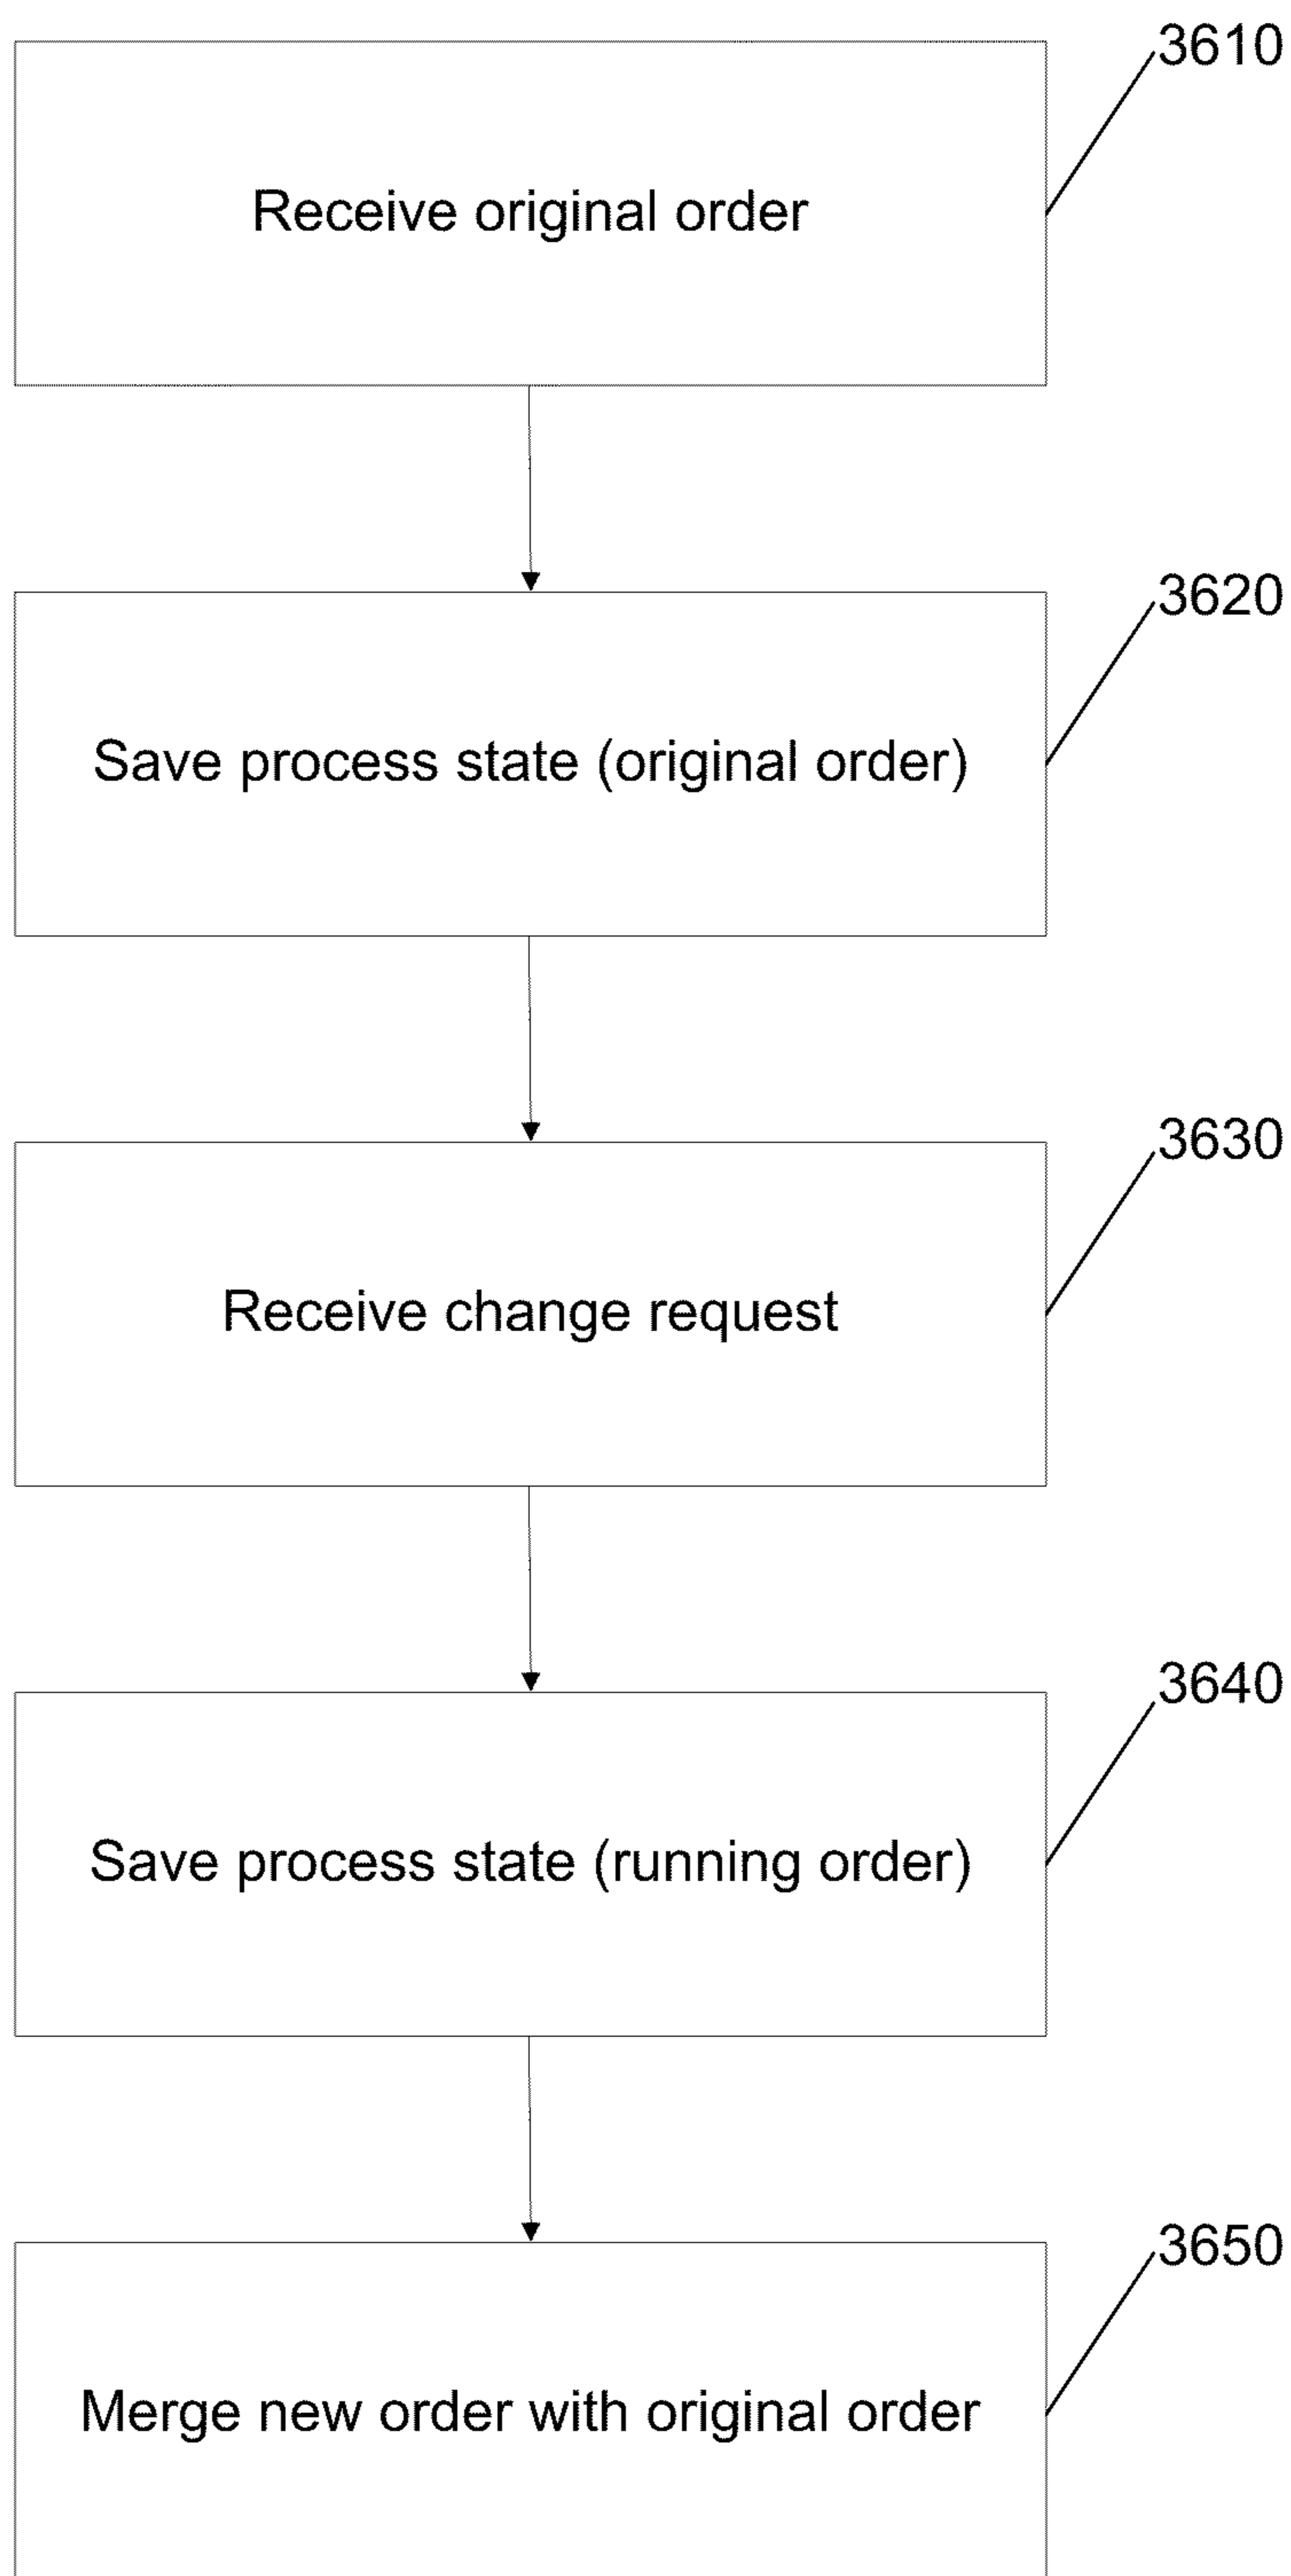 3610
Receive original order
3620
Save process state (original order)
3630
Receive change request
3640
Save process state (running order)
3650
Merge new order with original order